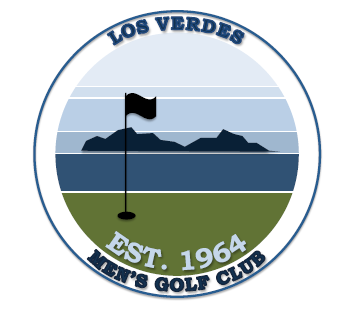 LOS VERDES
EST. 1964
MEN'S GOLF CLUB